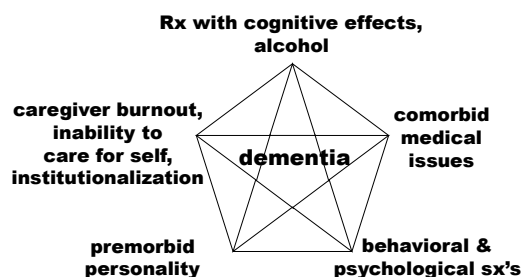 Rx with cognitive effects,
alcohol
caregiver burnout,
inability to
care for self,
institutionalization
comorbid
medical
issues
dementia
premorbid
personality
behavioral &
psychological sx's